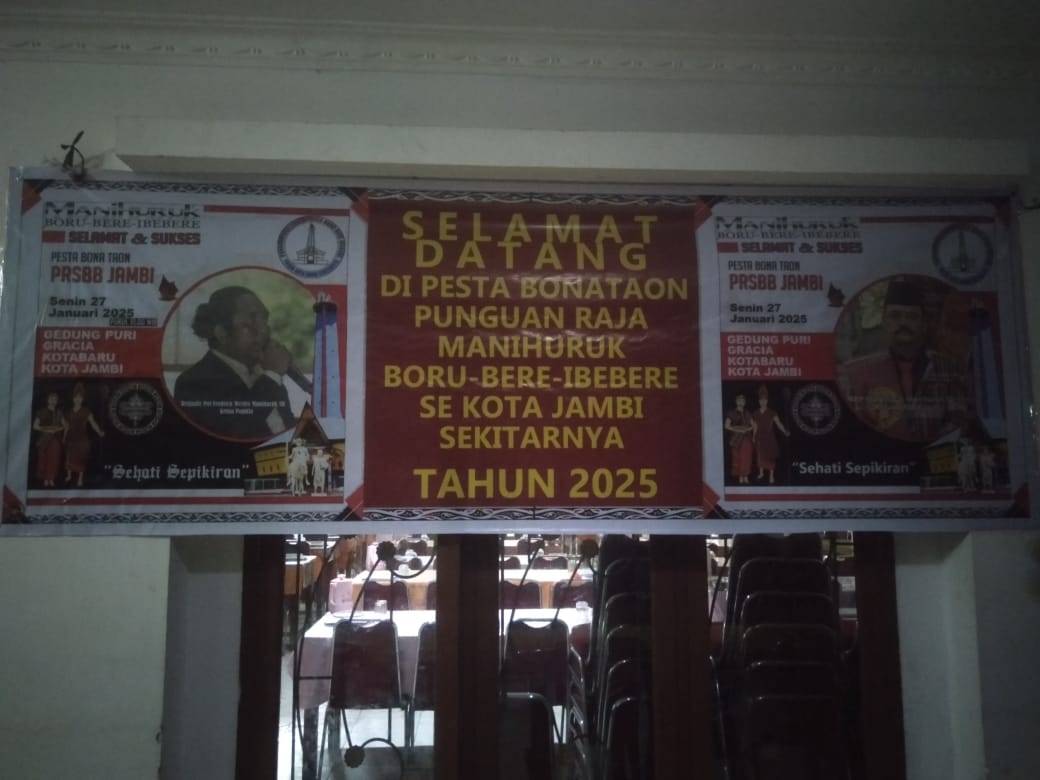 MANIHURUK
BORU-BERE-IBEBERE
SELAMAT & SUKSES
PESTA BONA TAON
PRSBB JAMBI
Senin 27
Januari 2025
GEDUNG PURI
GRACIA
KOTABARU
KOTA JAMBI
"Sehati Sepikiran"
SELAMAT
DATANG
DI PESTA BONATAON
PUNGUAN RAJA
MANIHURUK
BORU-BERE-IBEBERE
SE KOTA JAMBI
SEKITARNYA
TAHUN 2025
MANIHURUK
BORU-BERE-IBEBERE
SELAMAT & SUKSES
PESTA BONA TAON
PRSBB JAMBI
Senin 27
Januari 2025
GEDUNG PURI
GRACIA
KOTABARU
KOTA JAMBI
"Sehati Sepikiran"